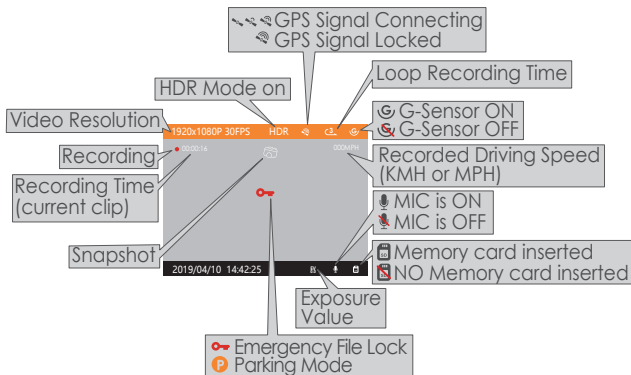 GPS Signal Connecting
GPS Signal Locked
HDR Mode on
Loop Recording Time
Video Resolution
G-Sensor ON
G-Sensor OFF
1920x1080P 30FPS HDR
Recording
00:00:16
000MPH
Recorded Driving Speed
(KMH or MPH)
Recording Time
(current clip)
MIC is ON
MIC is OFF
Snapshot
Memory card inserted
NO Memory card inserted
2019/04/10 14:42:25
EV
Exposure
Value
Emergency File Lock
P Parking Mode